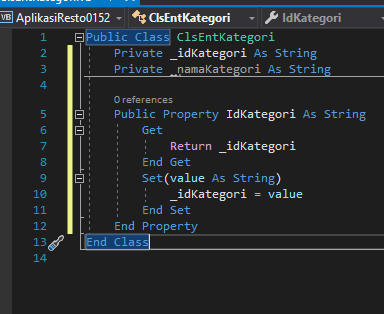 AplikasiResto0152
ClsEntKategori
IdKategori
1 Public Class ClsEntKategori
2 Private _idKategori As String
3 Private _namaKategori As String
4
0 references
5 Public Property IdKategori As String
6 Get
7 Return _idKategori
8 End Get
9 Set(value As String)
10 _idKategori = value
11 End Set
12 End Property
13 End Class
14